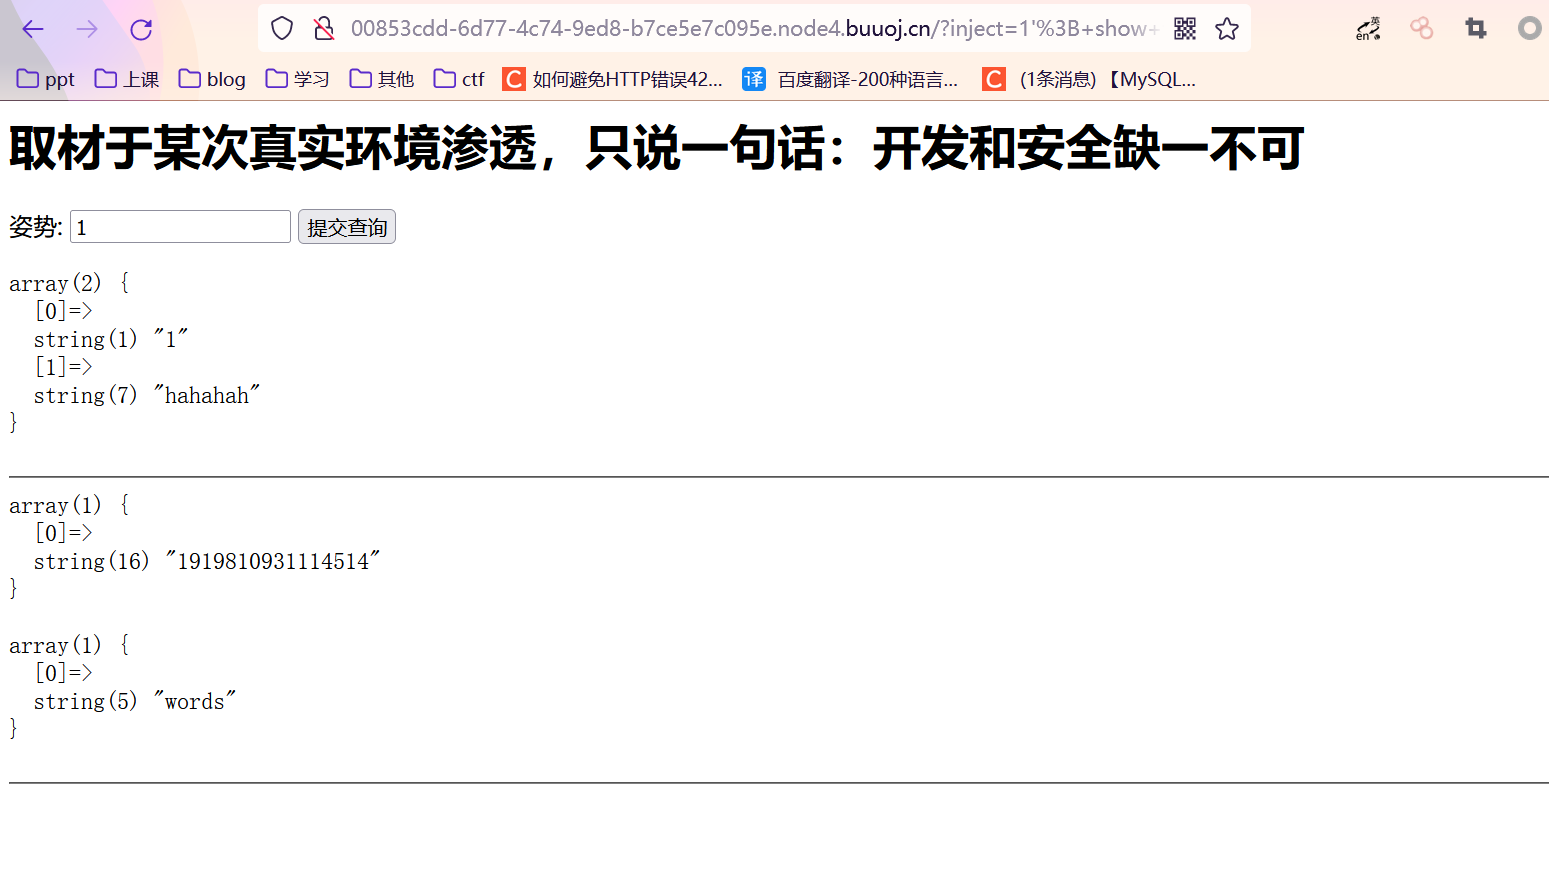 00853cdd-6d77-4c74-9ed8-b7ce5e7c095e.node4.buuoj.cn/?inject=1'%3B+show+
ppt 上课 blog 学习 其他 ctf 如何避免HTTP错误42... 译 百度翻译-200种语言... (1条消息) 【MySQL...
取材于某次真实环境渗透，只说一句话：开发和安全缺一不可
姿势: 1 提交查询
array(2) {
  [0]=>
  string(1) "1"
  [1]=>
  string(7) "hahahah"
}
array(1) {
  [0]=>
  string(16) "1919810931114514"
}
array(1) {
  [0]=>
  string(5) "words"
}